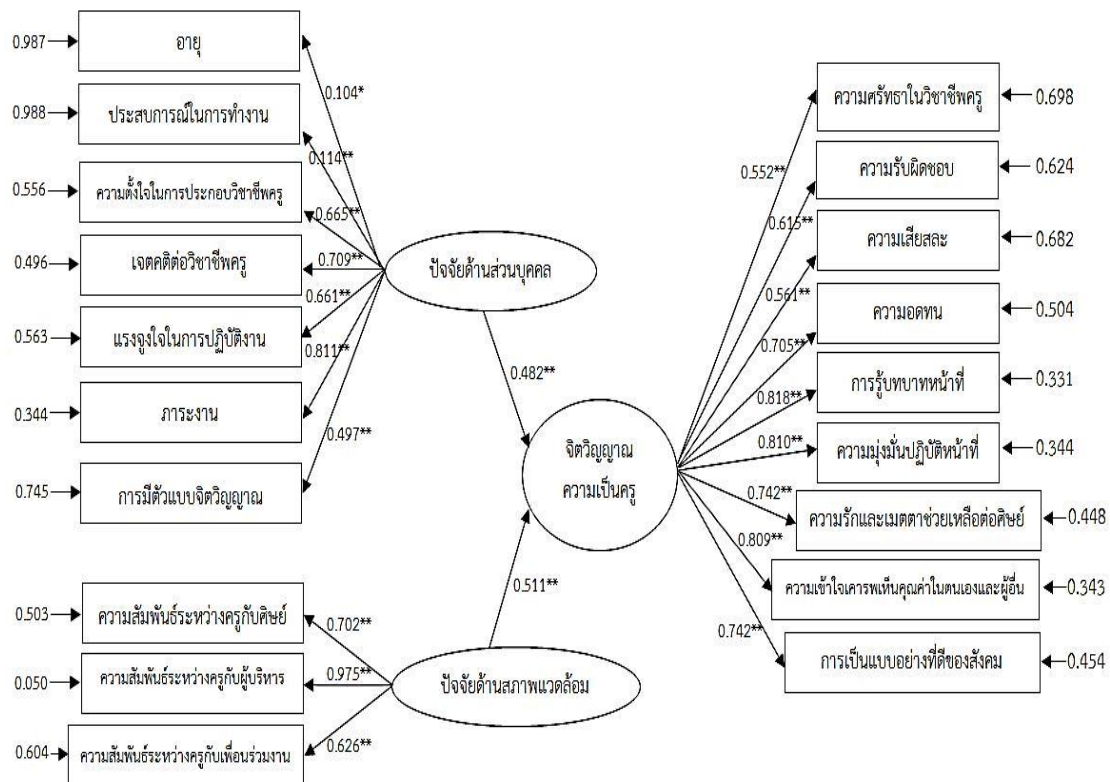 0.987
อายุ
0.104*
0.988
ประสบการณ์ในการทำงาน
0.114**
0.556
ความตั้งใจในการประกอบวิชาชีพครู
0.665**
0.496
เจตคติต่อวิชาชีพครู
0.709**
0.563
แรงจูงใจในการปฏิบัติงาน
0.661**
0.344
ภาระงาน
0.811**
0.745
การมีตัวแบบจิตวิญญาณ
0.497**
ปัจจัยด้านส่วนบุคคล
0.482**
จิตวิญญาณ
ความเป็นครู
0.511**
0.503
ความสัมพันธ์ระหว่างครูกับศิษย์
0.702**
0.050
ความสัมพันธ์ระหว่างครูกับผู้บริหาร
0.975**
0.604
ความสัมพันธ์ระหว่างครูกับเพื่อนร่วมงาน
0.626**
ปัจจัยด้านสภาพแวดล้อม
0.552**
ความศรัทธาในวิชาชีพครู
0.698
0.615**
ความรับผิดชอบ
0.624
0.561**
ความเสียสละ
0.682
0.705**
ความอดทน
0.504
0.818**
การรู้บทบาทหน้าที่
0.331
0.810**
ความมุ่งมั่นปฏิบัติหน้าที่
0.344
0.742**
ความรักและเมตตาช่วยเหลือต่อศิษย์
0.448
0.809**
ความเข้าใจเคารพเห็นคุณค่าในตนเองและผู้อื่น
0.343
0.742**
การเป็นแบบอย่างที่ดีของสังคม
0.454